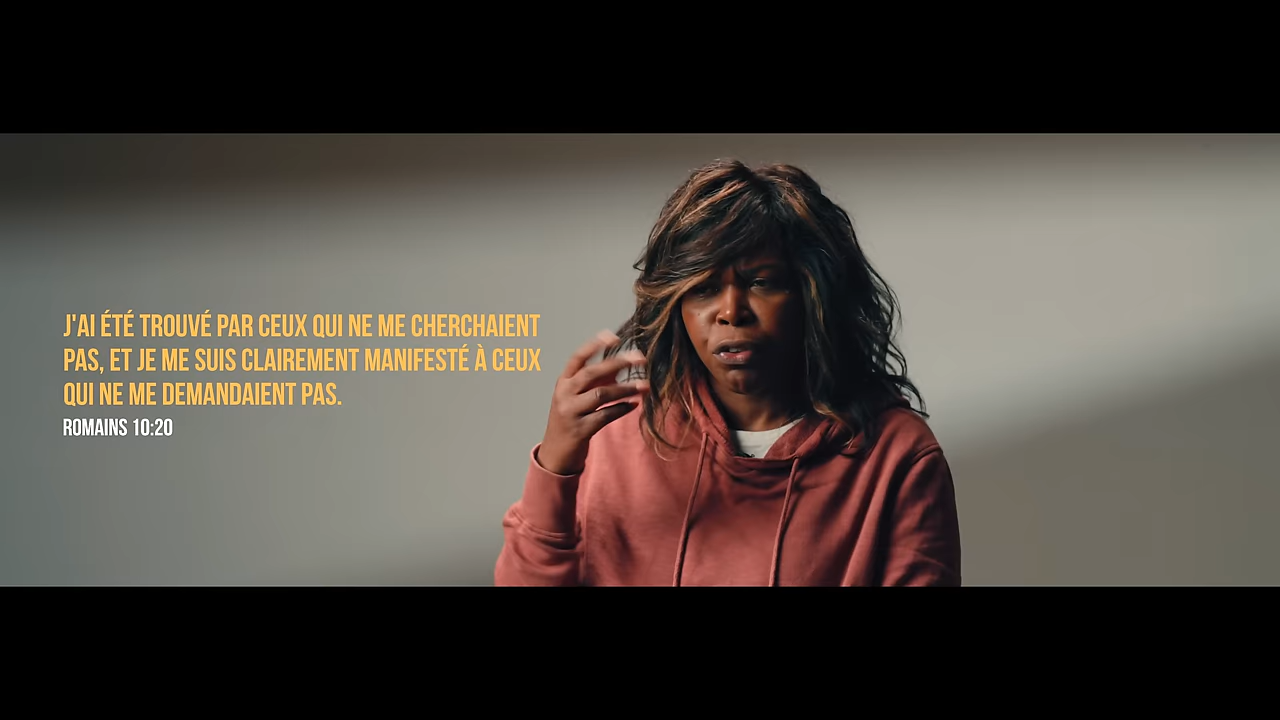 J'AI ÉTÉ TROUVÉ PAR CEUX QUI NE ME CHERCHAIENT
PAS, ET JE ME SUIS CLAIREMENT MANIFESTÉ À CEUX
QUI NE ME DEMANDAIENT PAS.
ROMAINS 10:20